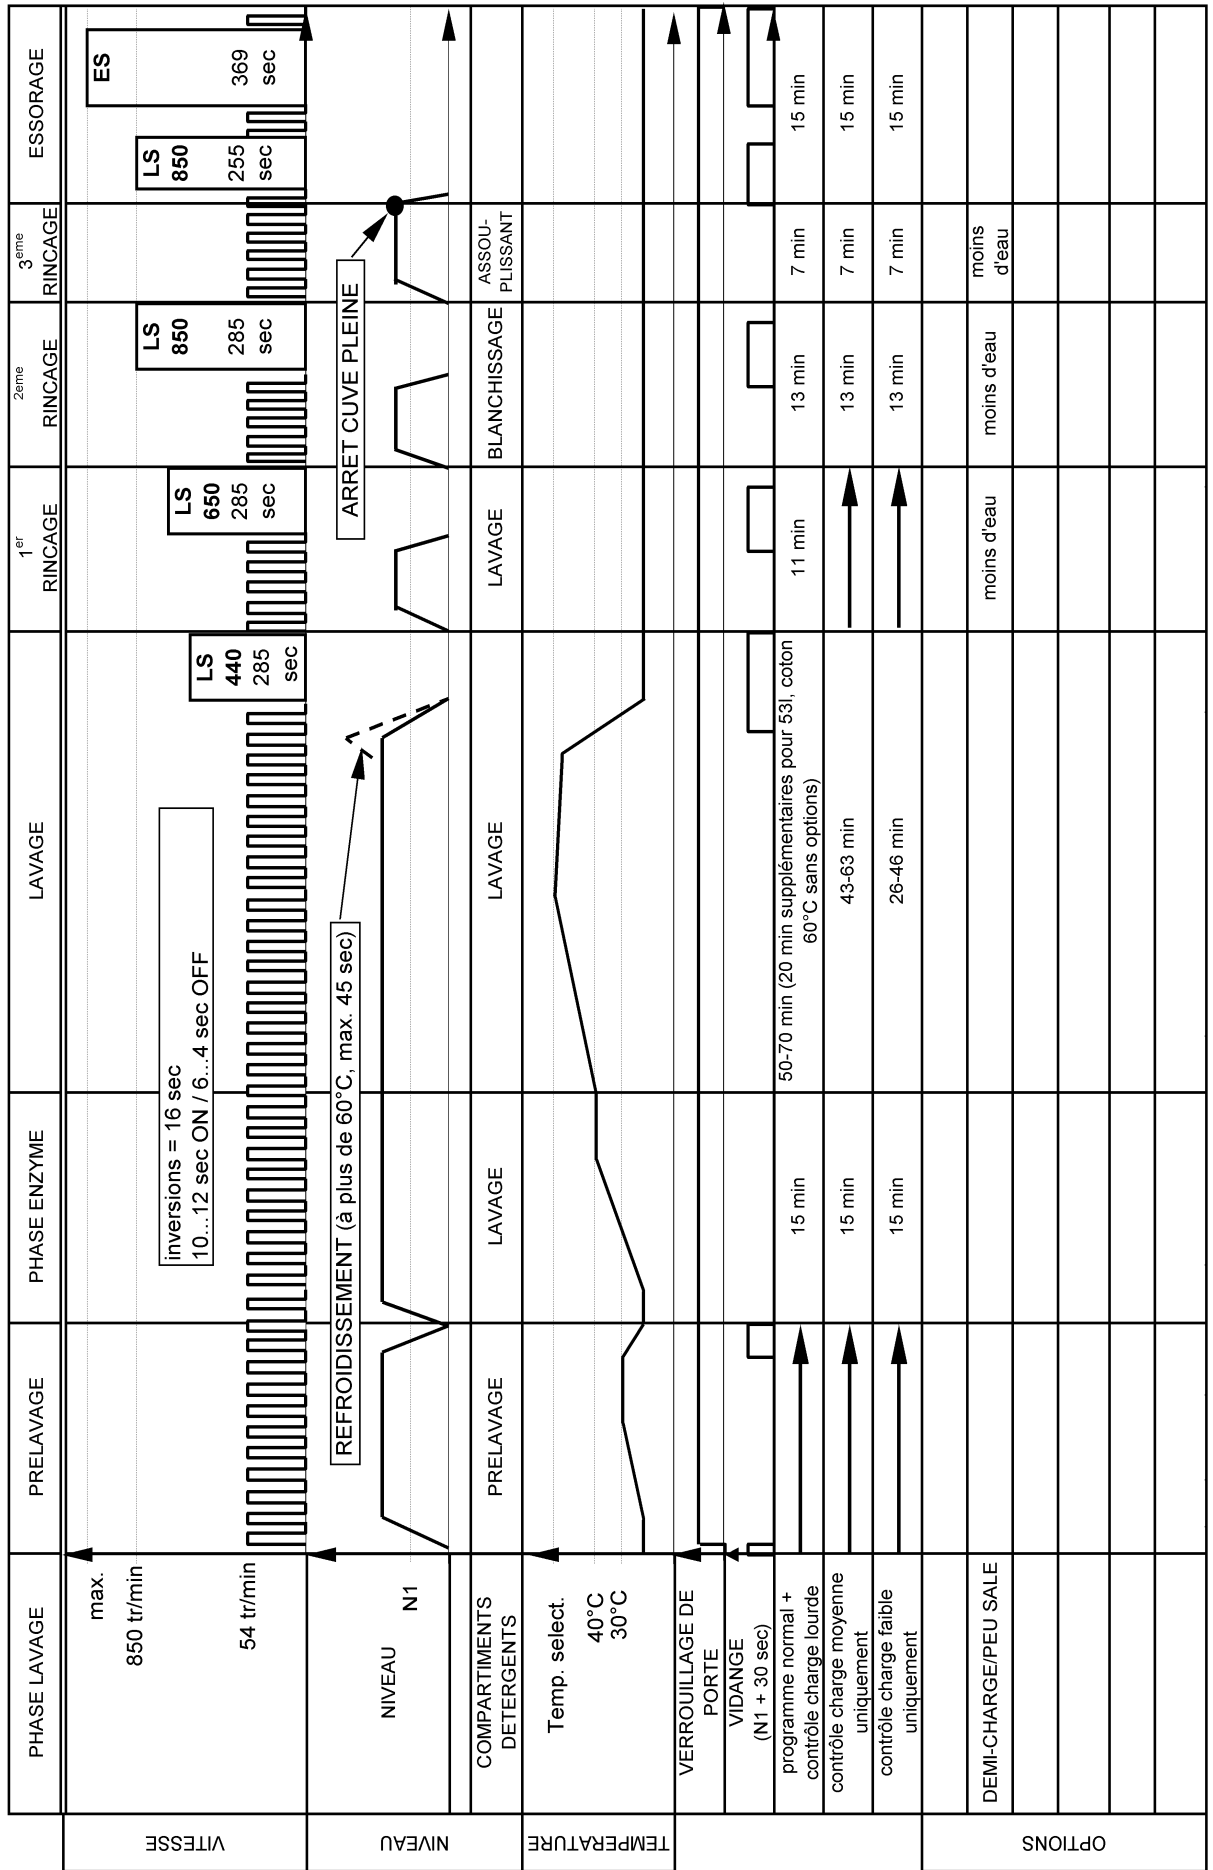 PHASE LAVAGE
PRELAVAGE
PHASE ENZYME
LAVAGE
1er
RINCAGE
2eme
RINCAGE
3eme
RINCAGE
ESSORAGE
VITESSE
max.
850 tr/min
54 tr/min
inversions = 16 sec
10...12 sec ON / 6...4 sec OFF
LS
440
285
sec
LS
650
285
sec
LS
850
285
sec
LS
850
255
sec
ES
369
sec
NIVEAU
NIVEAU
N1
REFROIDISSEMENT (à plus de 60°C, max. 45 sec)
ARRET CUVE PLEINE
COMPARTIMENTS
DETERGENTS
PRELAVAGE
LAVAGE
LAVAGE
LAVAGE
BLANCHISSAGE
ASSOU-
PLISSANT
TEMPERATURE
Temp. select.
40°C
30°C
VERROUILLAGE DE
PORTE
VIDANGE
(N1 + 30 sec)
programme normal +
contrôle charge lourde
15 min
50-70 min (20 min supplémentaires pour 53l, coton
60°C sans options)
11 min
13 min
7 min
15 min
contrôle charge moyenne
uniquement
15 min
43-63 min
13 min
7 min
15 min
contrôle charge faible
uniquement
15 min
26-46 min
13 min
7 min
15 min
OPTIONS
DEMI-CHARGE/PEU SALE
moins d'eau
moins d'eau
moins
d'eau